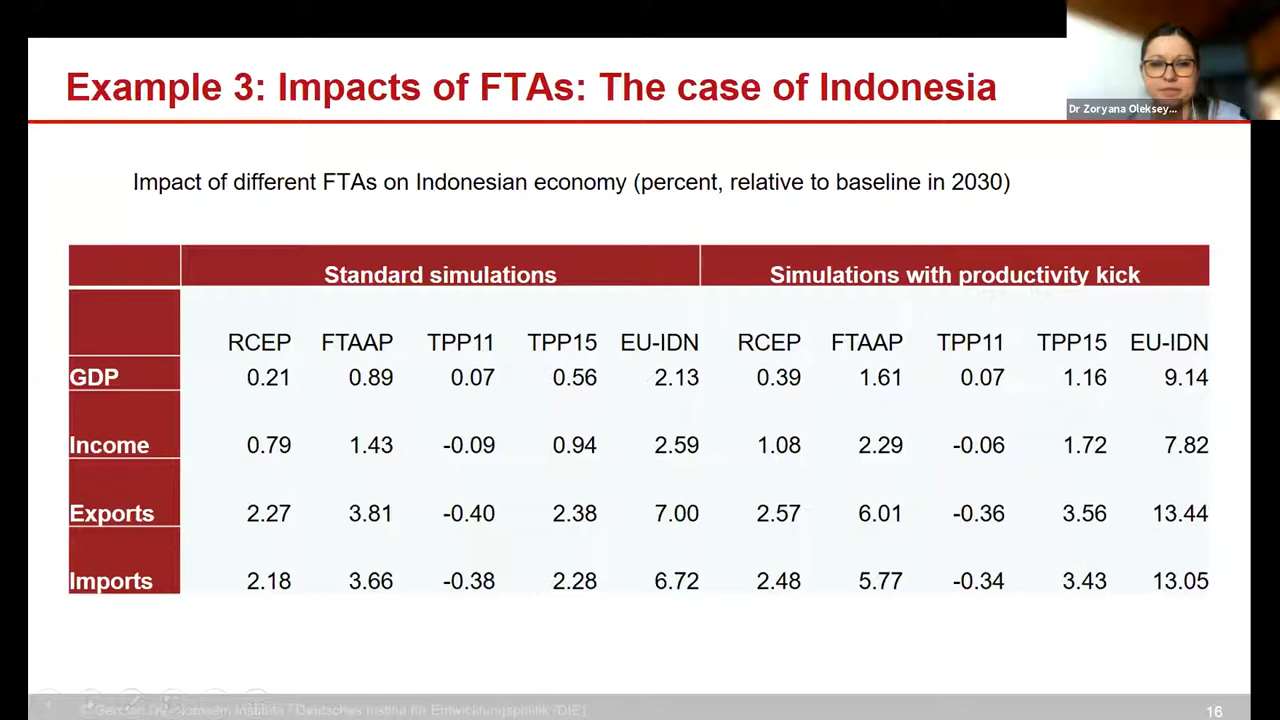 Example 3: Impacts of FTAs: The case of Indonesia
Dr Zoryana Oleksey...
Impact of different FTAs on Indonesian economy (percent, relative to baseline in 2030)
Standard simulations Simulations with productivity kick
RCEP FTAAP TPP11 TPP15 EU-IDN RCEP FTAAP TPP11 TPP15 EU-IDN
GDP 0.21 0.89 0.07 0.56 2.13 0.39 1.61 0.07 1.16 9.14
Income 0.79 1.43 -0.09 0.94 2.59 1.08 2.29 -0.06 1.72 7.82
Exports 2.27 3.81 -0.40 2.38 7.00 2.57 6.01 -0.36 3.56 13.44
Imports 2.18 3.66 -0.38 2.28 6.72 2.48 5.77 -0.34 3.43 13.05
/ Deutsches Institut für Entwicklungspolitik (DIE)
16